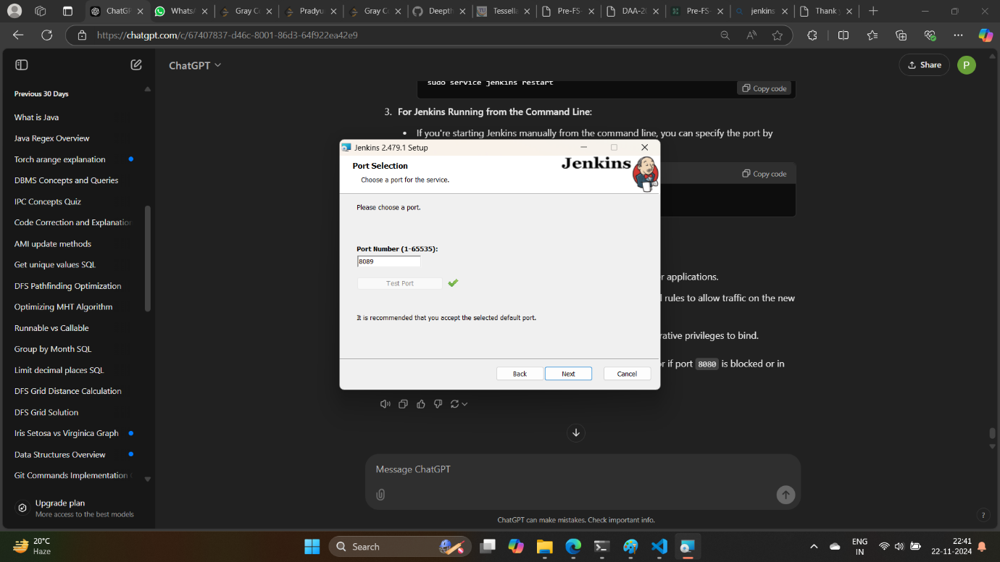 ChatGP
WhatsA
Gray Co
Pradyu
Gray Co
Deepth
Tessella
Pre-FS-
DAA-20
Pre-FS-
jenkins
Thank
https://chatgpt.com/c/67407837-d46c-8001-86d3-64f922ea42e9
ChatGPT
Share
P
Previous 30 Days
What is Java
Java Regex Overview
Torch arange explanation
DBMS Concepts and Queries
IPC Concepts Quiz
Code Correction and Explanation
AMI update methods
Get unique values SQL
DFS Pathfinding Optimization
Optimizing MHT Algorithm
Runnable vs Callable
Group by Month SQL
Limit decimal places SQL
DFS Grid Distance Calculation
DFS Grid Solution
Iris Setosa vs Virginica Graph
Data Structures Overview
Git Commands Implementation
Upgrade plan
More access to the best models
sudo service jenkins restart
Copy code
3. For Jenkins Running from the Command Line:
• If you're starting Jenkins manually from the command line, you can specify the port by
Copy code
r applications.
rules to allow traffic on the new
rative privileges to bind.
or if port 8080 is blocked or in
Jenkins 2.479.1 Setup
Port Selection
Choose a port for the service.
Jenkins
Please choose a port.
Port Number (1-65535):
8089
Test Port
It is recommended that you accept the selected default port.
Back
Next
Cancel
Message ChatGPT
ChatGPT can make mistakes. Check important info.
?
20°C
Haze
Search
ENG
IN
22:41
22-11-2024